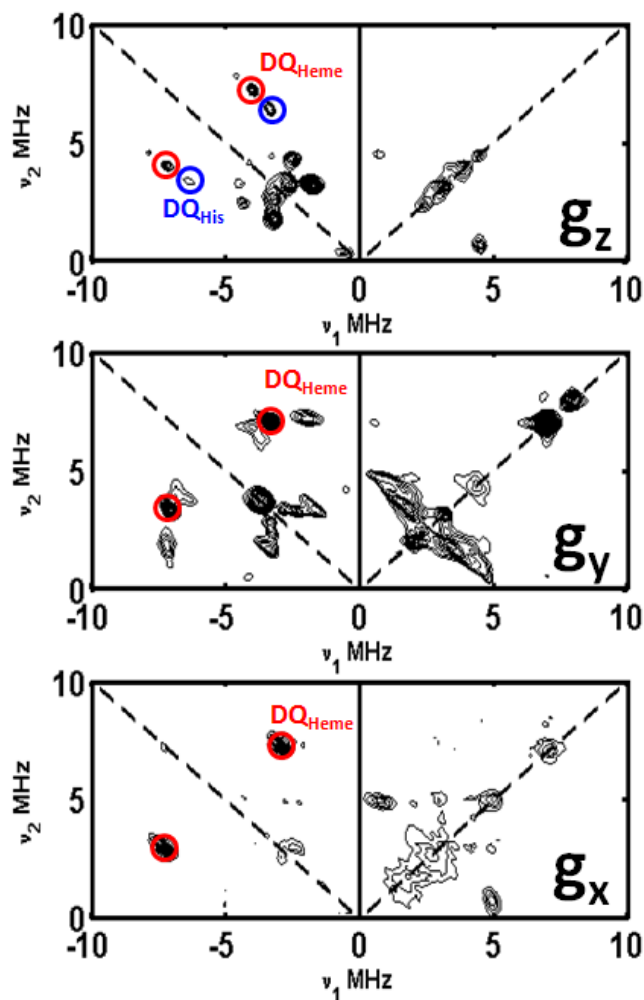 10
DQHeme
ν2 MHz
5
DQHis
gz
0
-10 -5 0 5 10
ν1 MHz
10
DQHeme
ν2 MHz
5
gy
0
-10 -5 0 5 10
ν1 MHz
10
DQHeme
ν2 MHz
5
gx
0
-10 -5 0 5 10
ν1 MHz